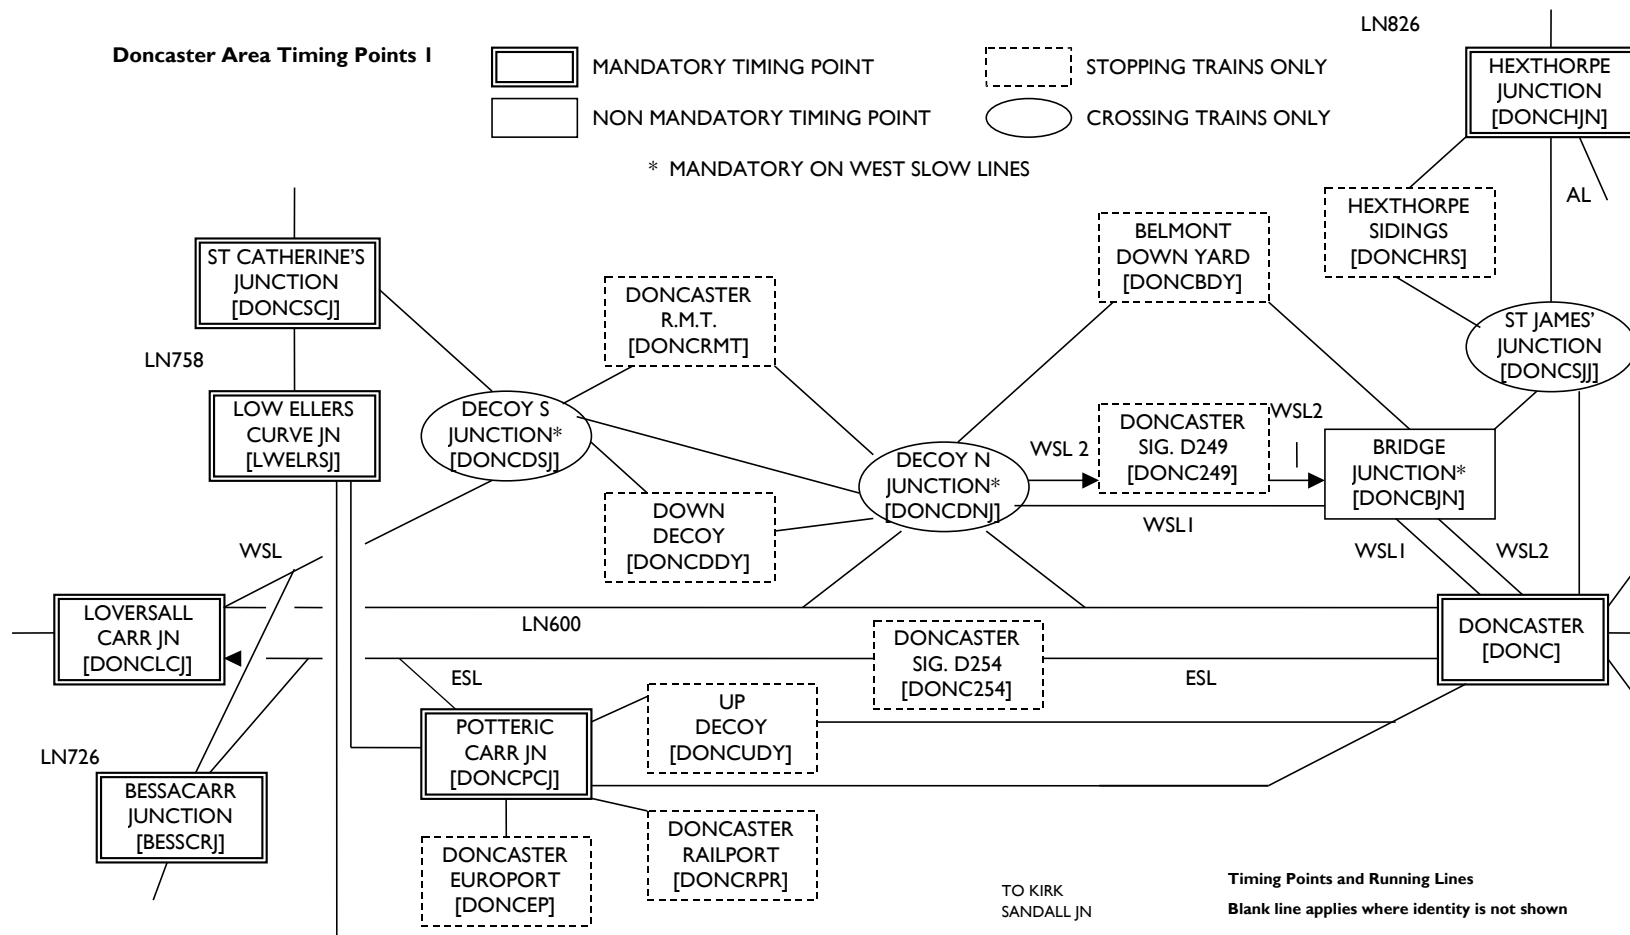 LN826
Doncaster Area Timing Points 1
MANDATORY TIMING POINT
STOPPING TRAINS ONLY
NON MANDATORY TIMING POINT
CROSSING TRAINS ONLY
* MANDATORY ON WEST SLOW LINES
HEXTHORPE
JUNCTION
[DONCHJN]
AL
HEXTHORPE
SIDINGS
[DONCHRS]
BELMONT
DOWN YARD
[DONCBDY]
ST CATHERINE'S
JUNCTION
[DONCSCJ]
DONCASTER
R.M.T.
[DONCRMT]
ST JAMES'
JUNCTION
[DONCSJJ]
LN758
LOW ELLERS
CURVE JN
[LWELRSJ]
DECOY S
JUNCTION*
[DONCDSJ]
DECOY N
JUNCTION*
[DONCDNJ]
WSL 2
DONCASTER
SIG. D249
[DONC249]
WSL2
BRIDGE
JUNCTION*
[DONCBJN]
DOWN
DECOY
[DONCDDY]
WSL1
WSL
WSL1
WSL2
LOVERSALL
CARR JN
[DONCLCJ]
LN600
DONCASTER
SIG. D254
[DONC254]
DONCASTER
[DONC]
ESL
ESL
POTTERIC
CARR JN
[DONCPCJ]
UP
DECOY
[DONCUDY]
LN726
BESSACARR
JUNCTION
[BESSCRJ]
DONCASTER
EUROPORT
[DONCEP]
DONCASTER
RAILPORT
[DONCRPR]
TO KIRK
SANDALL JN
Timing Points and Running Lines
Blank line applies where identity is not shown